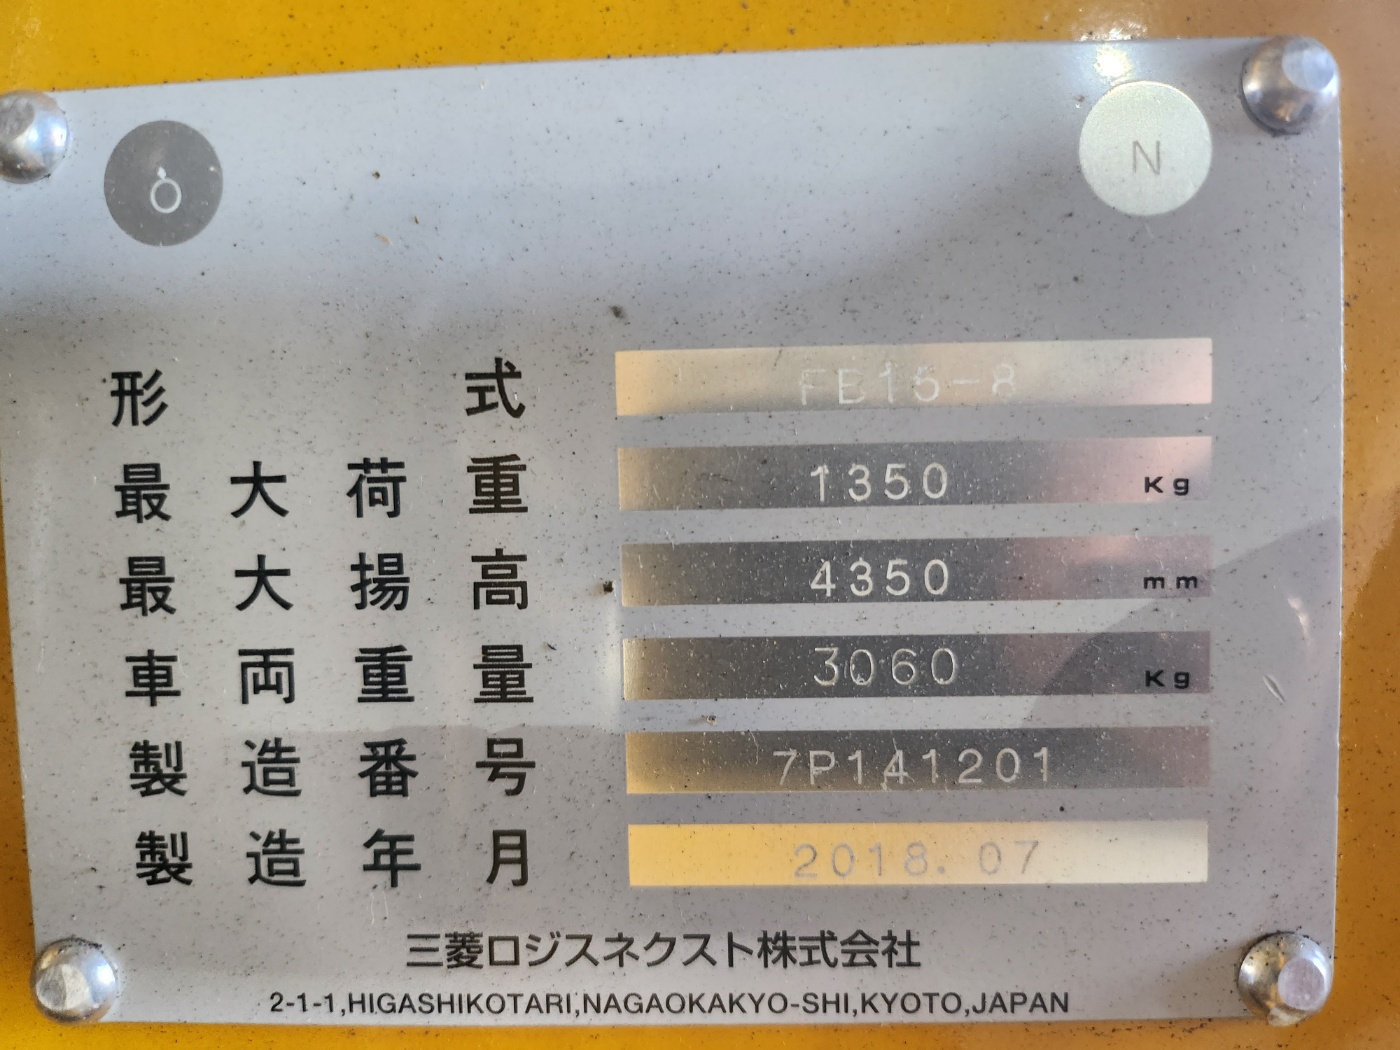 N
形式 FB15-8
最大荷重 1350 Kg
最大揚高 4350 mm
車両重量 3060 Kg
製造番号 7P141201
製造年月 2018.07
三菱ロジスネクスト株式会社
2-1-1,HIGASHIKOTARI,NAGAOKAKYO-SHI,KYOTO,JAPAN